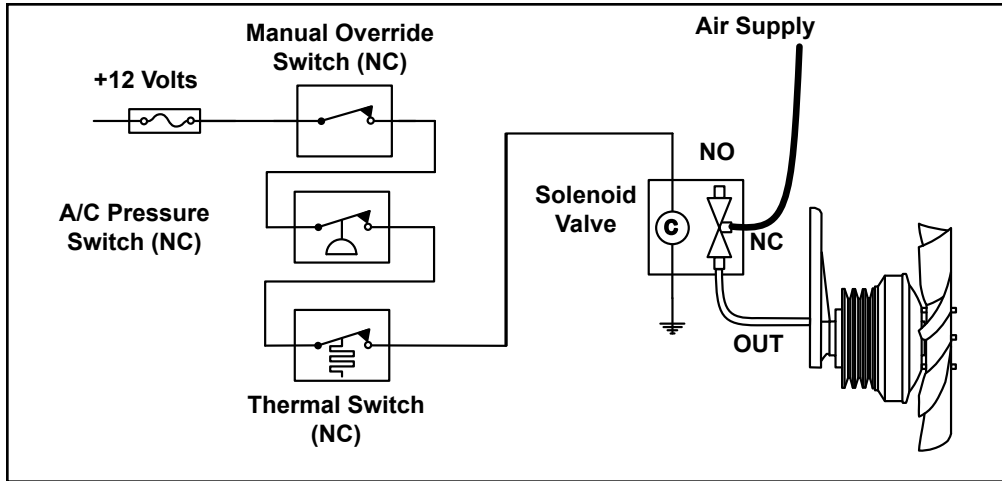 Manual Override
Switch (NC)
Air Supply
+12 Volts
NO
A/C Pressure
Switch (NC)
Solenoid
Valve
C
NC
OUT
Thermal Switch
(NC)